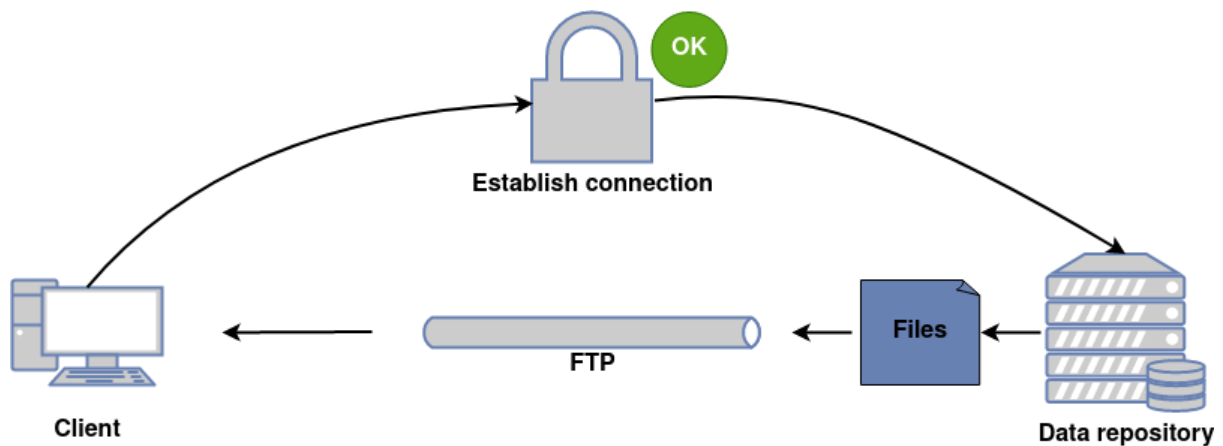 OK
Establish connection
Files
FTP
Client
Data repository